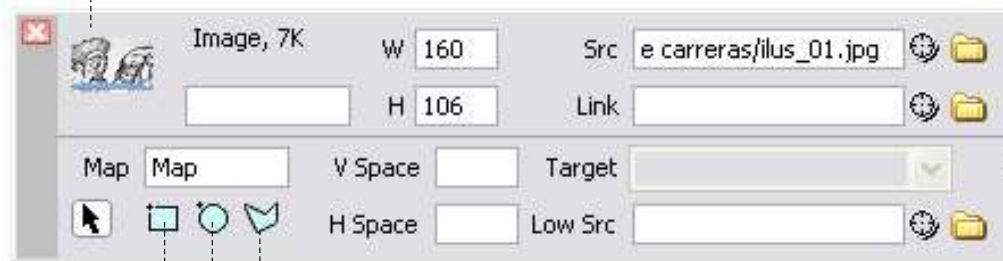 Image, 7K W 160 Src e carreras/ilus_01.jpg
H 106 Link
Map Map V Space Target
H Space Low Src